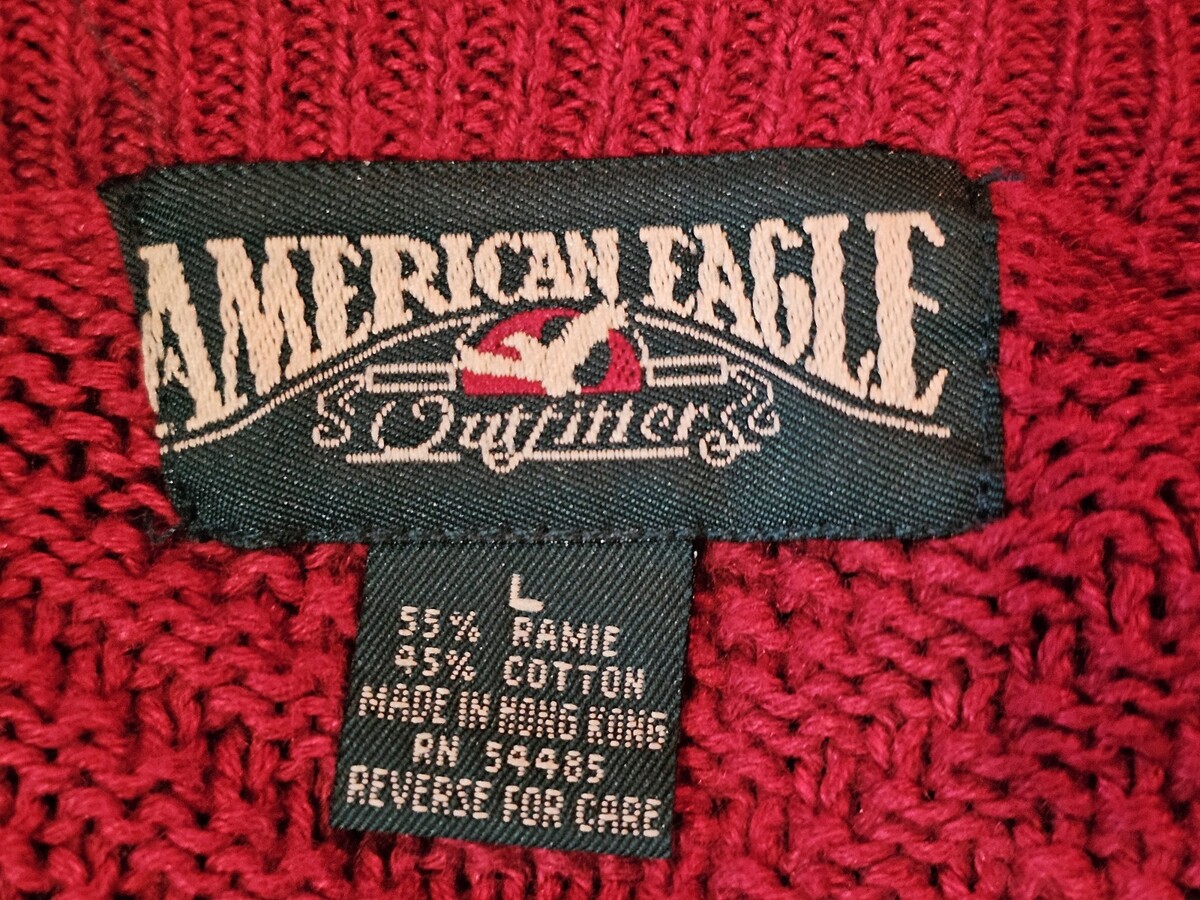 AMERICAN EAGLE
Outfitters
L
55% RAMIE
45% COTTON
MADE IN HONG KONG
RN 54485
REVERSE FOR CARE